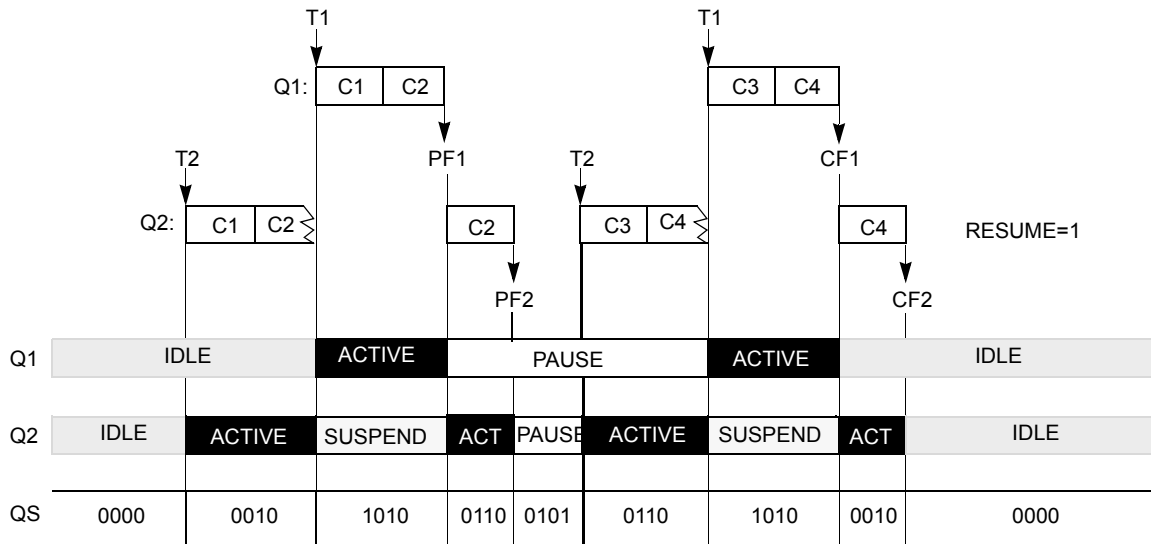 T1 T1
Q1: C1 C2 C3 C4
T2 PF1 T2 CF1
Q2: C1 C2 C2 C3 C4 C4 RESUME=1
PF2 CF2
Q1 IDLE ACTIVE PAUSE ACTIVE IDLE
Q2 IDLE ACTIVE SUSPEND ACT PAUSE ACTIVE SUSPEND ACT IDLE
QS 0000 0010 1010 0110 0101 0110 1010 0010 0000